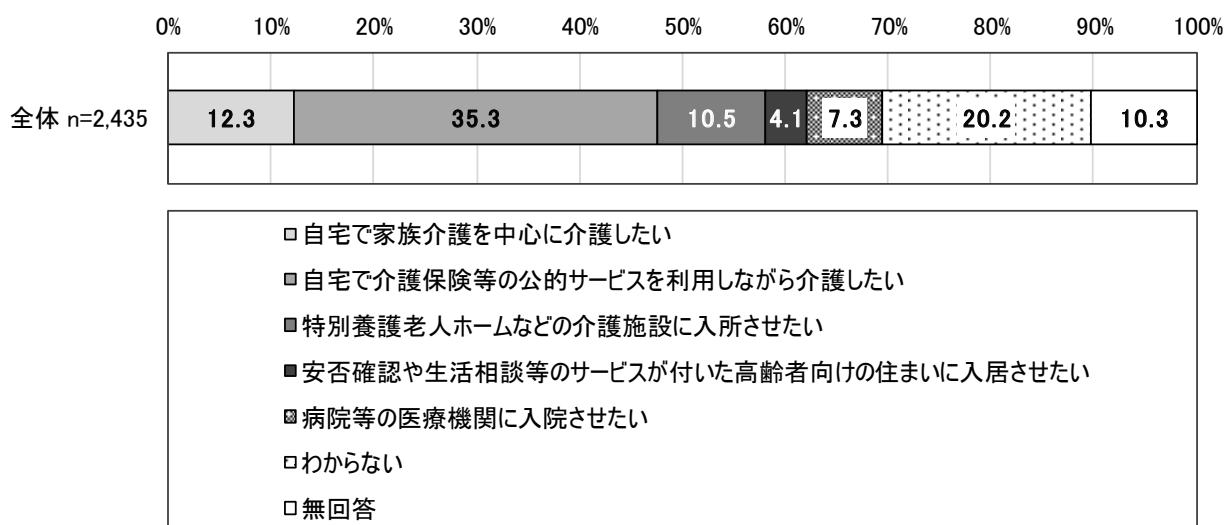 0% 10% 20% 30% 40% 50% 60% 70% 80% 90% 100%
全体 n=2,435 12.3 35.3 10.5 4.1 7.3 20.2 10.3
自宅で家族介護を中心に介護したい
自宅で介護保険等の公的サービスを利用しながら介護したい
特別養護老人ホームなどの介護施設に入所させたい
安否確認や生活相談等のサービスが付いた高齢者向けの住まいに入居させたい
病院等の医療機関に入院させたい
わからない
無回答